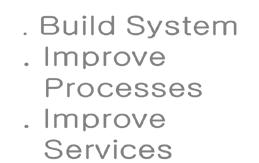 . Build System
. Improve
Processes
. Improve
Services